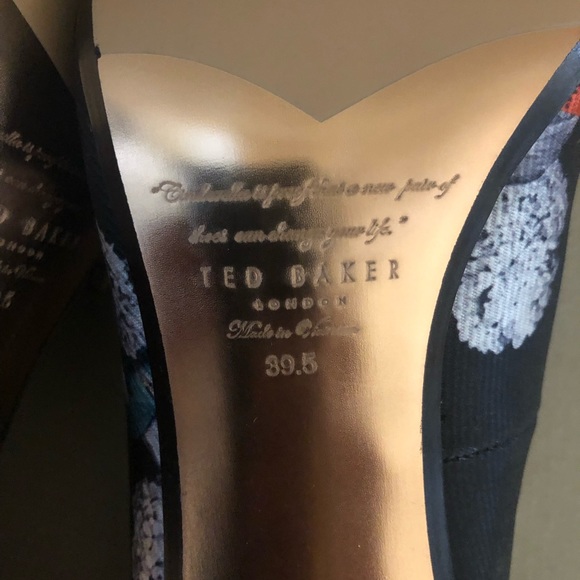 "Cinderella is proof that a new pair of
shoes can change your life."
TED BAKER
LONDON
Made in Vietnam
39.5